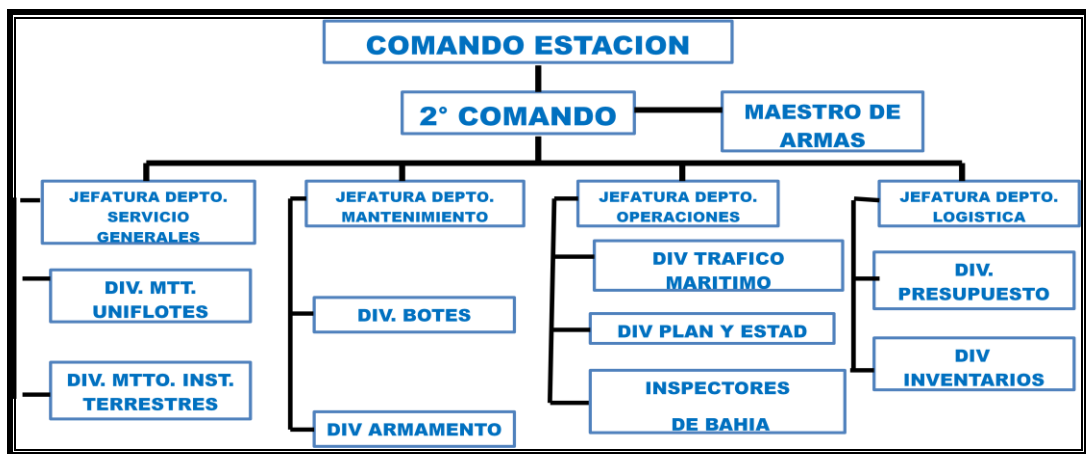 COMANDO ESTACION
2° COMANDO
MAESTRO DE
ARMAS
JEFATURA DEPTO.
SERVICIO
GENERALES
JEFATURA DEPTO.
MANTENIMIENTO
JEFATURA DEPTO.
OPERACIONES
JEFATURA DEPTO.
LOGISTICA
DIV. MTT.
UNIFLOTES
DIV. MTTO. INST.
TERRESTRES
DIV. BOTES
DIV ARMAMENTO
DIV TRAFICO
MARITIMO
DIV PLAN Y ESTAD
INSPECTORES
DE BAHIA
DIV.
PRESUPUESTO
DIV
INVENTARIOS